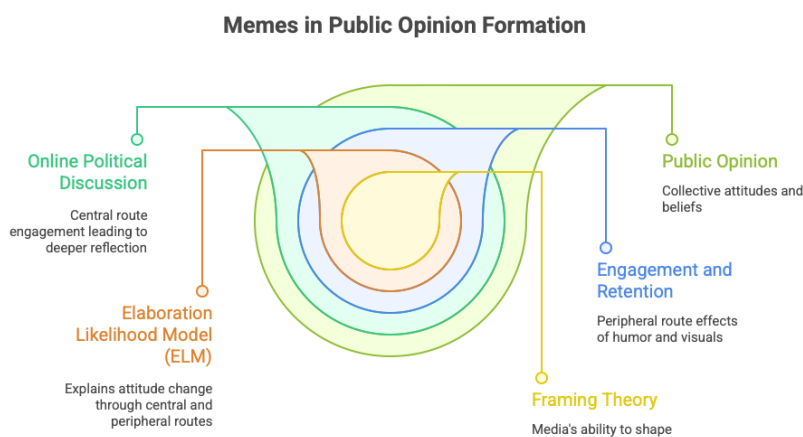 Memes in Public Opinion Formation
Online Political
Discussion
Central route
engagement leading to
deeper reflection
Public Opinion
Collective attitudes and
beliefs
Engagement and
Retention
Peripheral route effects
of humor and visuals
Elaboration
Likelihood Model
(ELM)
Explains attitude change
through central and
peripheral routes
Framing Theory
Media's ability to shape